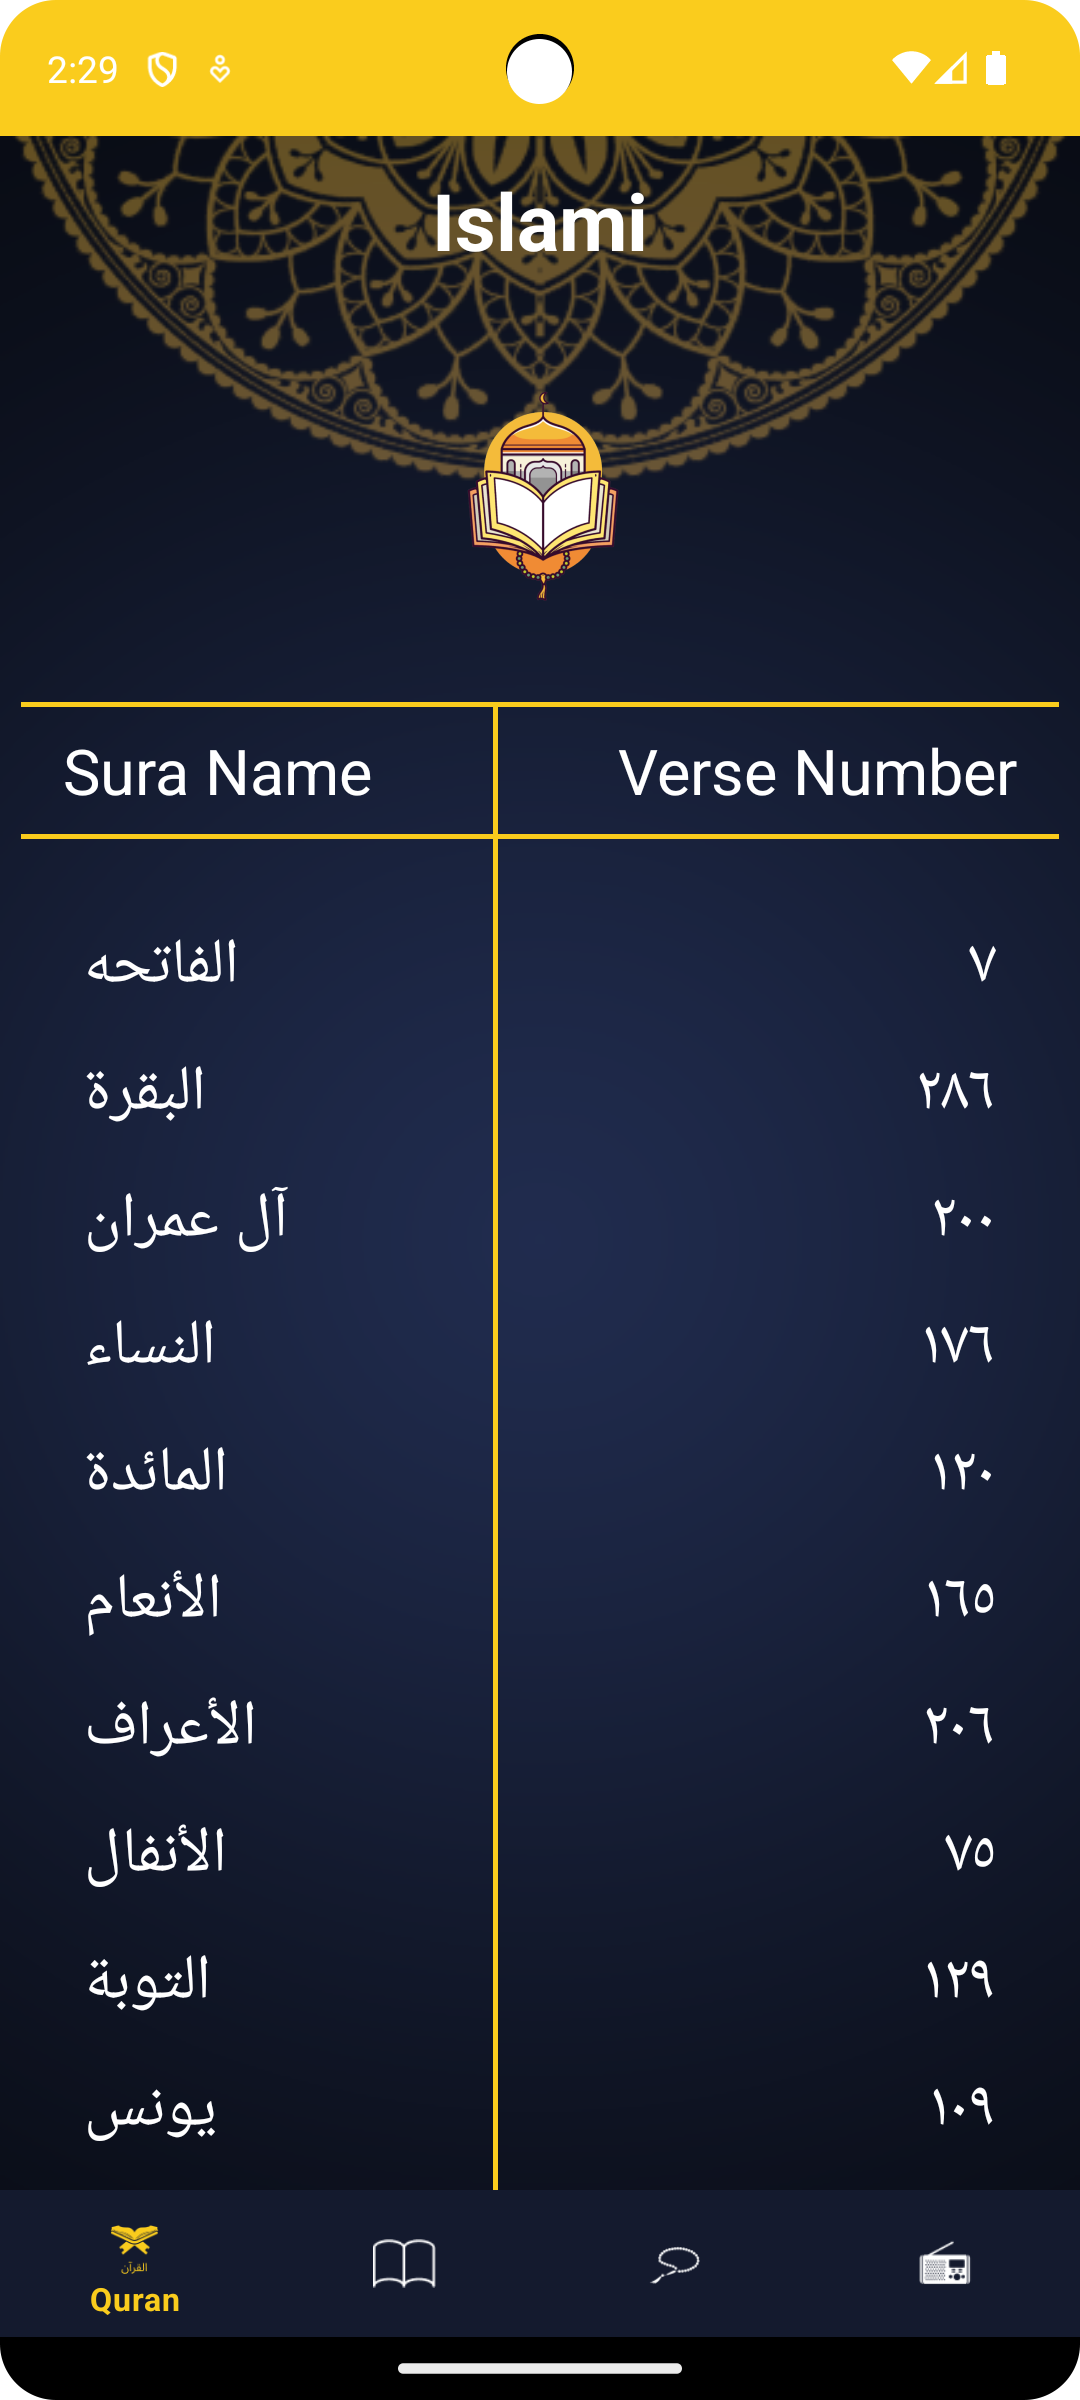 2:29
Islami
Sura Name Verse Number
الفاتحه ٧
البقرة ٢٨٦
آل عمران ٢٠٠
النساء ١٧٦
المائدة ١٢٠
الأنعام ١٦٥
الأعراف ٢٠٦
الأنفال ٧٥
التوبة ١٢٩
يونس ١٠٩
القرآن
Quran